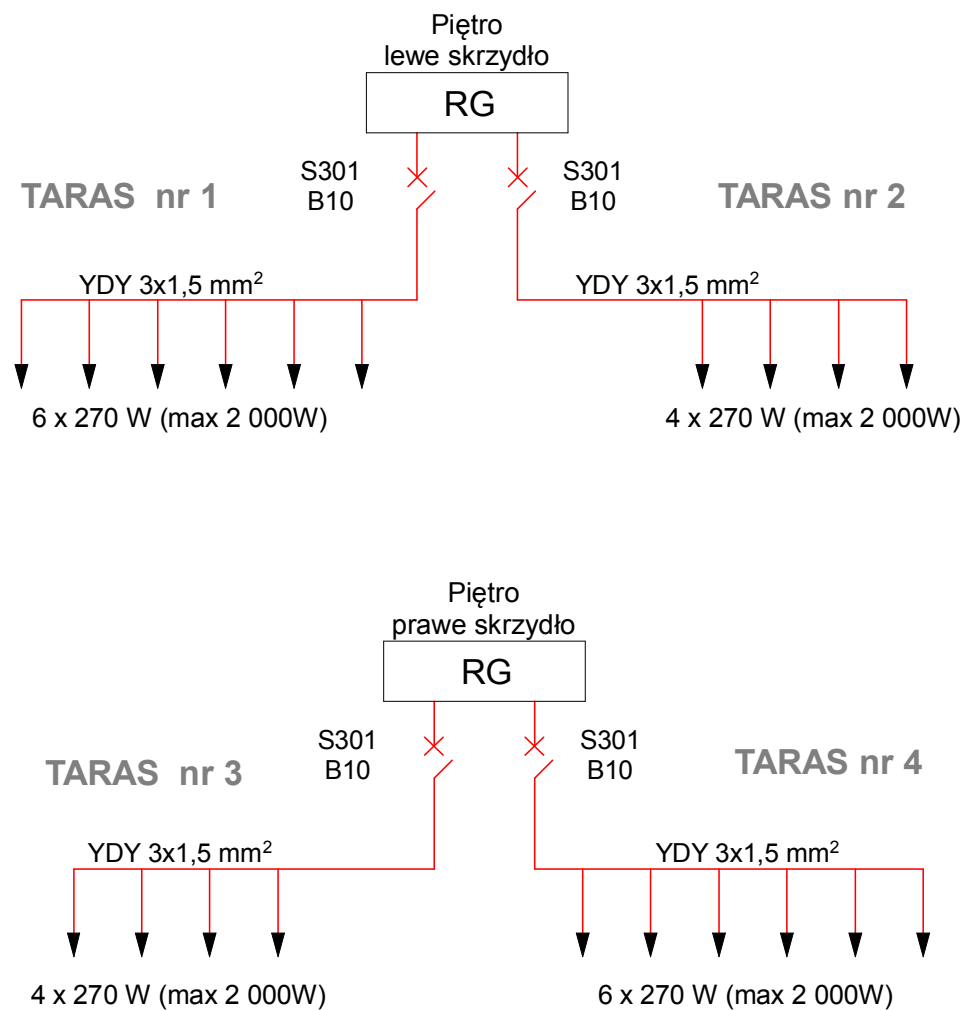 Piętro
lewe skrzydło
RG
S301
B10
S301
B10
TARAS nr 1
TARAS nr 2
YDY 3x1,5 mm²
YDY 3x1,5 mm²
6 x 270 W (max 2 000W)
4 x 270 W (max 2 000W)
Piętro
prawe skrzydło
RG
S301
B10
S301
B10
TARAS nr 3
TARAS nr 4
YDY 3x1,5 mm²
YDY 3x1,5 mm²
4 x 270 W (max 2 000W)
6 x 270 W (max 2 000W)